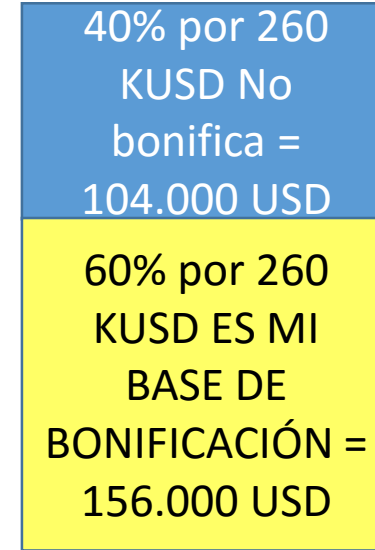 40% por 260
KUSD No
bonifica =
104.000 USD
60% por 260
KUSD ES MI
BASE DE
BONIFICACIÓN =
156.000 USD